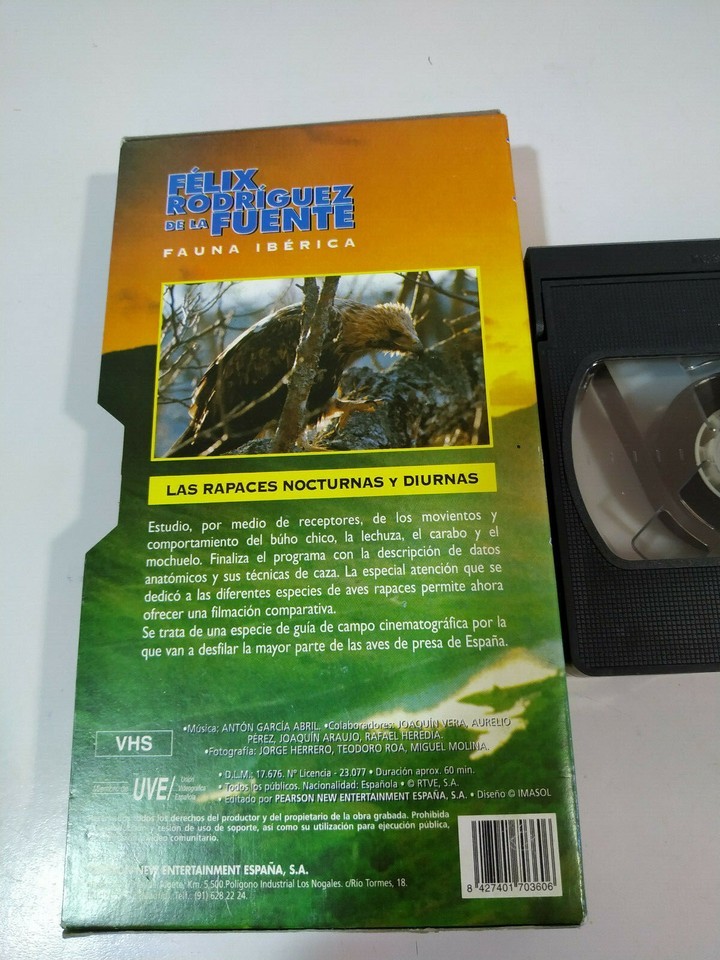 FÉLIX
RODRÍGUEZ
DE LA FUENTE
FAUNA IBÉRICA
LAS RAPACES NOCTURNAS Y DIURNAS
Estudio, por medio de receptores, de los movientos y
comportamiento del búho chico, la lechuza, el carabo y el
mochuelo. Finaliza el programa con la descripción de datos
anatómicos y sus técnicas de caza. La especial atención que se
dedicó a las diferentes especies de aves rapaces permite ahora
ofrecer una filmación comparativa.
Se trata de una especie de guía de campo cinematográfica por la
que van a desfilar la mayor parte de las aves de presa de España.
•Música: ANTÓN GARCÍA ABRIL. •Colaboradores: JOAQUÍN VERA, AURELIO
PÉREZ, JOAQUÍN ARAUJO, RAFAEL HEREDIA.
•Fotografía: JORGE HERRERO, TEODORO ROA, MIGUEL MOLINA.
VHS
UVE/ Unión Videográfica Española
• D.L.M.: 17.676. Nº Licencia - 23.077 • Duración aprox. 60 min.
• Todos los públicos. Nacionalidad: Española • © RTVE, S.A.
• Editado por PEARSON NEW ENTERTAINMENT ESPAÑA, S.A. • Diseño © IMASOL
todos los derechos del productor y del propietario de la obra grabada. Prohibida
y cesión de uso de soporte, así como su utilización para ejecución pública,
comunitario.
NEW ENTERTAINMENT ESPAÑA, S.A.
Km. 5,500.Polígono Industrial Los Nogales. c/Río Tormes, 18.
Telf.: (91) 628 22 24.
8 427401 703606